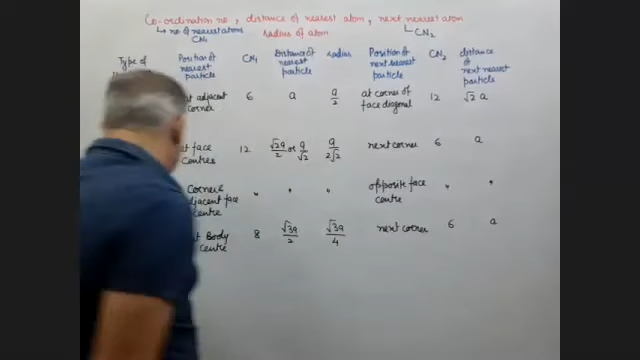 Co-ordination no, distance of nearest atom, next nearest atom
no of nearest atoms radius of atom CN2
CN1
Type of Position of nearest particle CN1 Distance of nearest particle radius Position of next nearest particle CN2 distance of next nearest particle
at adjacent corner 6 a a/2 at corner of face diagonal 12 √2 a
at face centres 12 √2a/2 or a/√2 a/2√2 next corner 6 a
Corner & adjacent face centre " " " opposite face centre " "
at Body centre 8 √3a/2 √3a/4 next corner 6 a